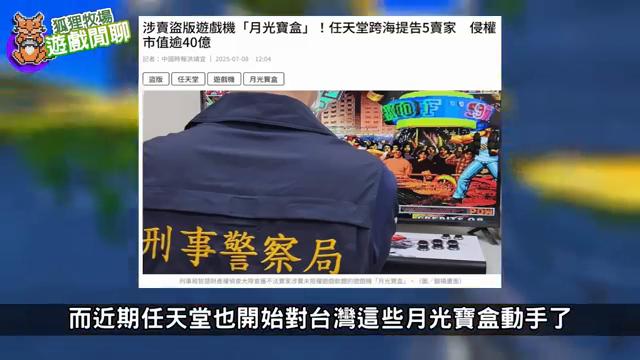 狐狸牧場
遊戲閒聊
涉賣盜版遊戲機「月光寶盒」！任天堂跨海提告5賣家　侵權
市值逾40億
記者：中國時報洪靖宜 ｜ 2025-07-08　12:04
盜版
任天堂
遊戲機
月光寶盒
刑事警察局
而近期任天堂也開始對台灣這些月光寶盒動手了